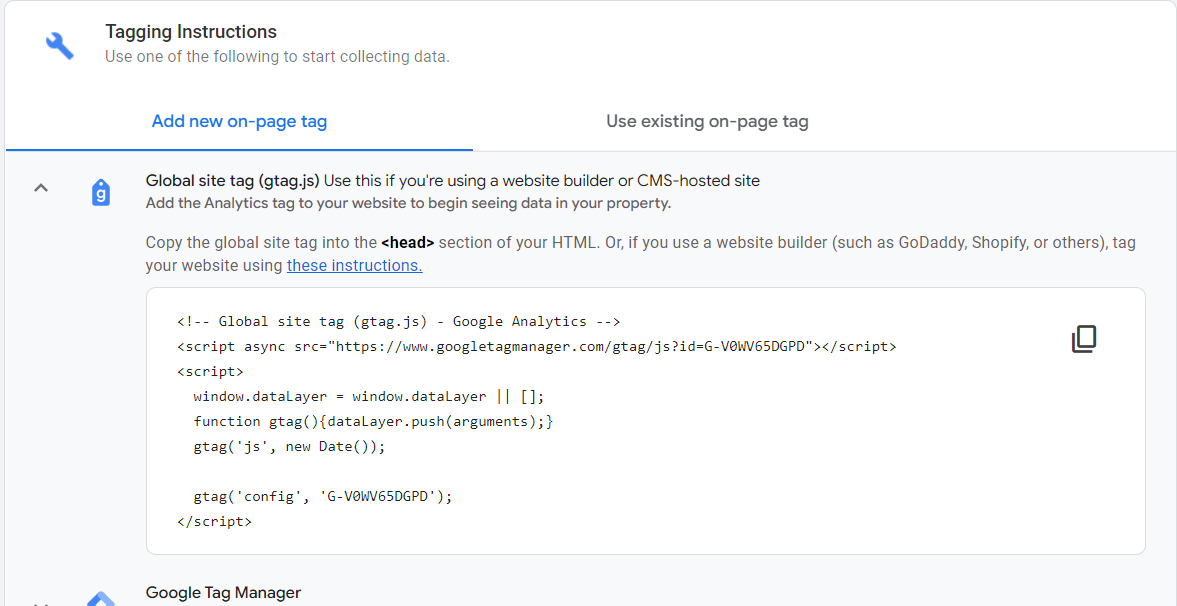 Tagging Instructions
Use one of the following to start collecting data.
Add new on-page tag
Use existing on-page tag
g
Global site tag (gtag.js) Use this if you're using a website builder or CMS-hosted site
Add the Analytics tag to your website to begin seeing data in your property.
Copy the global site tag into the <head> section of your HTML. Or, if you use a website builder (such as GoDaddy, Shopify, or others), tag
your website using these instructions.
<!-- Global site tag (gtag.js) - Google Analytics -->
<script async src="https://www.googletagmanager.com/gtag/js?id=G-V0WV65DGPD"></script>
<script>
  window.dataLayer = window.dataLayer || [];
  function gtag(){dataLayer.push(arguments);}
  gtag('js', new Date());

  gtag('config', 'G-V0WV65DGPD');
</script>
Google Tag Manager